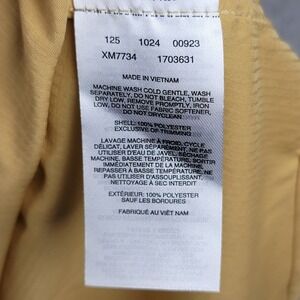 125 1024 00923
XM7734 1703631
MADE IN VIETNAM
MACHINE WASH COLD GENTLE, WASH
SEPARATELY, DO NOT BLEACH, TUMBLE
DRY LOW, REMOVE PROMPTLY, IRON
LOW, DO NOT USE FABRIC SOFTENER,
DO NOT DRYCLEAN
SHELL: 100% POLYESTER
EXCLUSIVE OF TRIMMING
LAVAGE MACHINE À FROID, CYCLE
DÉLICAT, LAVER SÉPARÉMENT, NE PAS
UTILISER D'EAU DE JAVEL, SÉCHAGE
MACHINE, BASSE TEMPÉRATURE, SORTIR
IMMÉDIATEMENT DE LA MACHINE,
REPASSER À BASSE TEMPÉRATURE,
NE PAS UTILISER D'ASSOUPLISSANT,
NETTOYAGE À SEC INTERDIT
EXTÉRIEUR: 100% POLYESTER
SAUF LES BORDURES
FABRIQUÉ AU VIÊT NAM